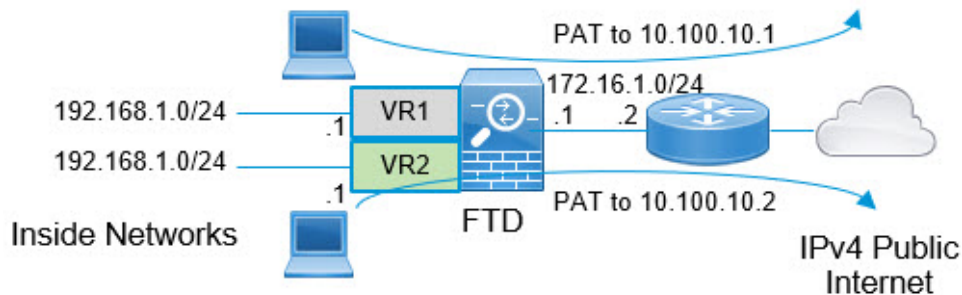 PAT to 10.100.10.1
172.16.1.0/24
192.168.1.0/24
.1
VR1
.1
.2
192.168.1.0/24
.1
VR2
PAT to 10.100.10.2
FTD
Inside Networks
IPv4 Public
Internet